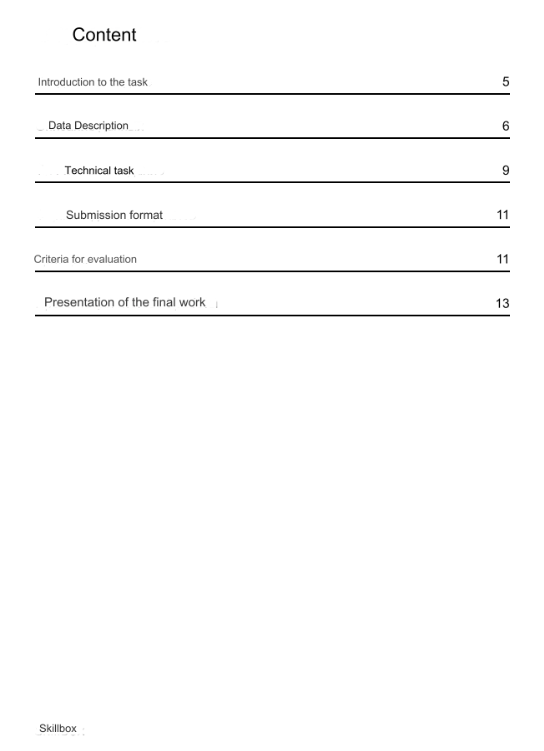 Content
Introduction to the task 5
Data Description 6
Technical task 9
Submission format 11
Criteria for evaluation 11
Presentation of the final work 13
Skillbox